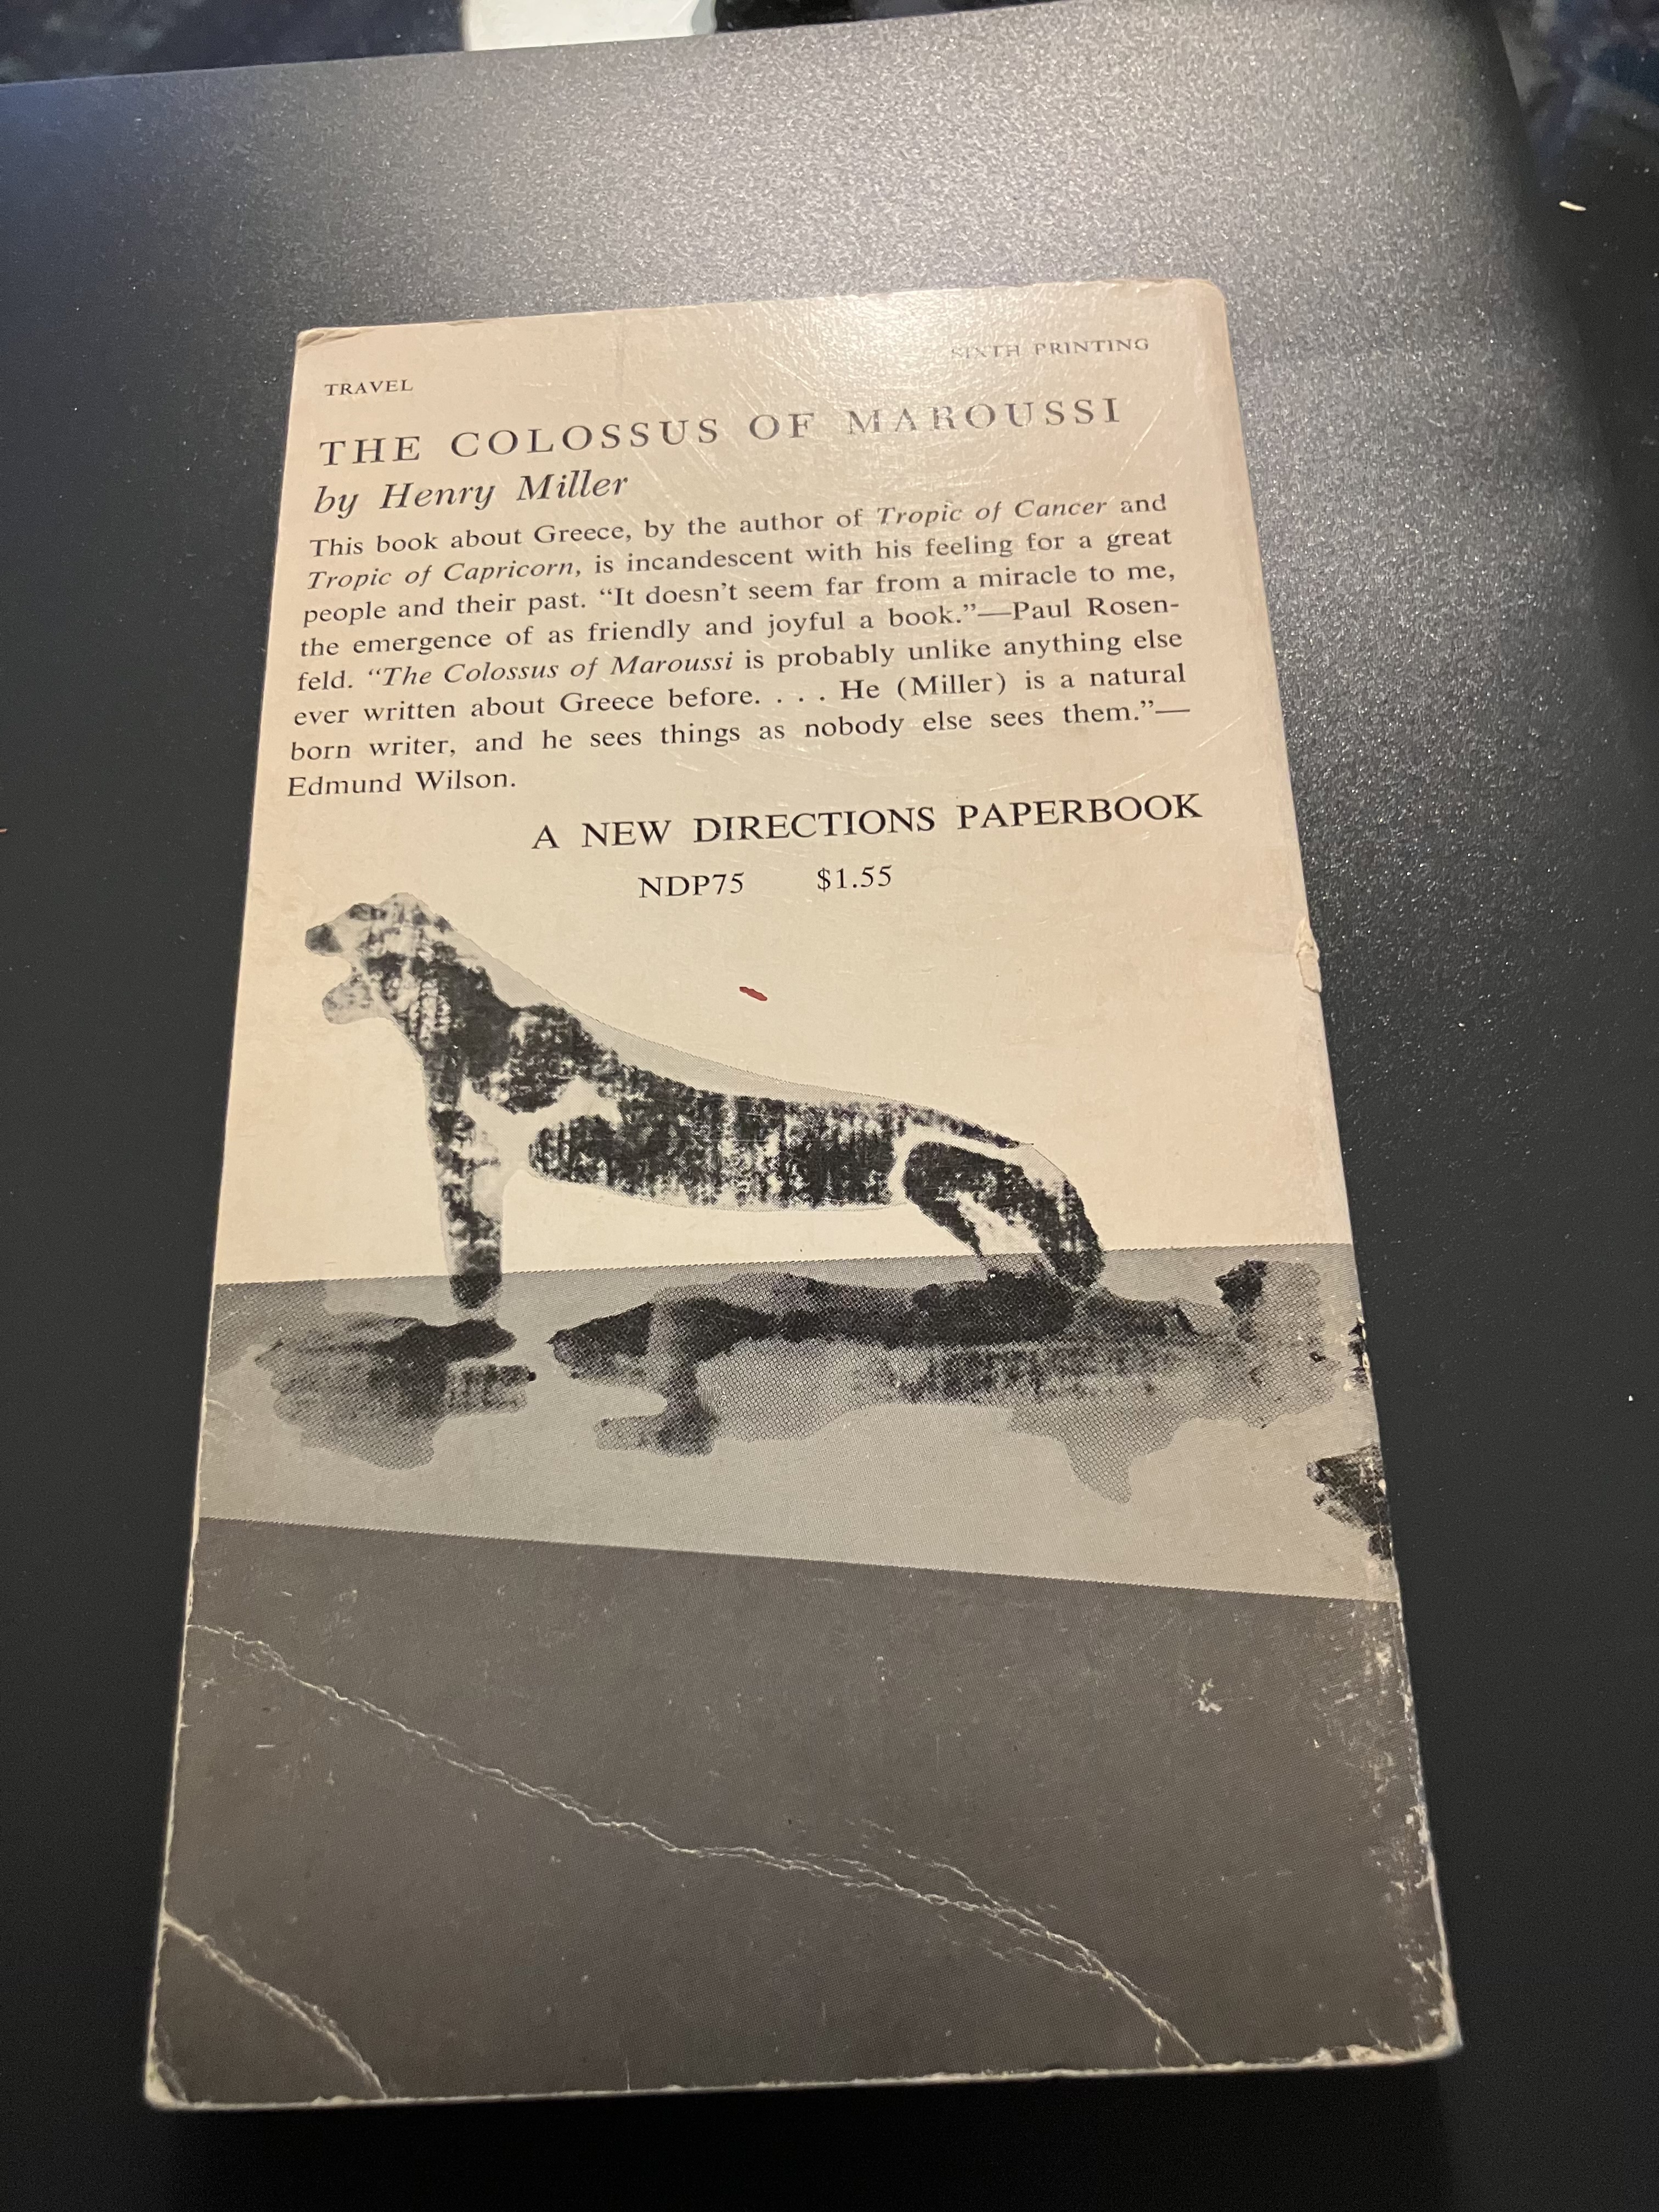 SIXTH PRINTING
TRAVEL
THE COLOSSUS OF MAROUSSI
by Henry Miller
This book about Greece, by the author of Tropic of Cancer and
Tropic of Capricorn, is incandescent with his feeling for a great
people and their past. “It doesn’t seem far from a miracle to me,
the emergence of as friendly and joyful a book.”—Paul Rosen-
feld. “The Colossus of Maroussi is probably unlike anything else
ever written about Greece before. . . . He (Miller) is a natural
born writer, and he sees things as nobody else sees them.”—
Edmund Wilson.
A NEW DIRECTIONS PAPERBOOK
NDP75 $1.55